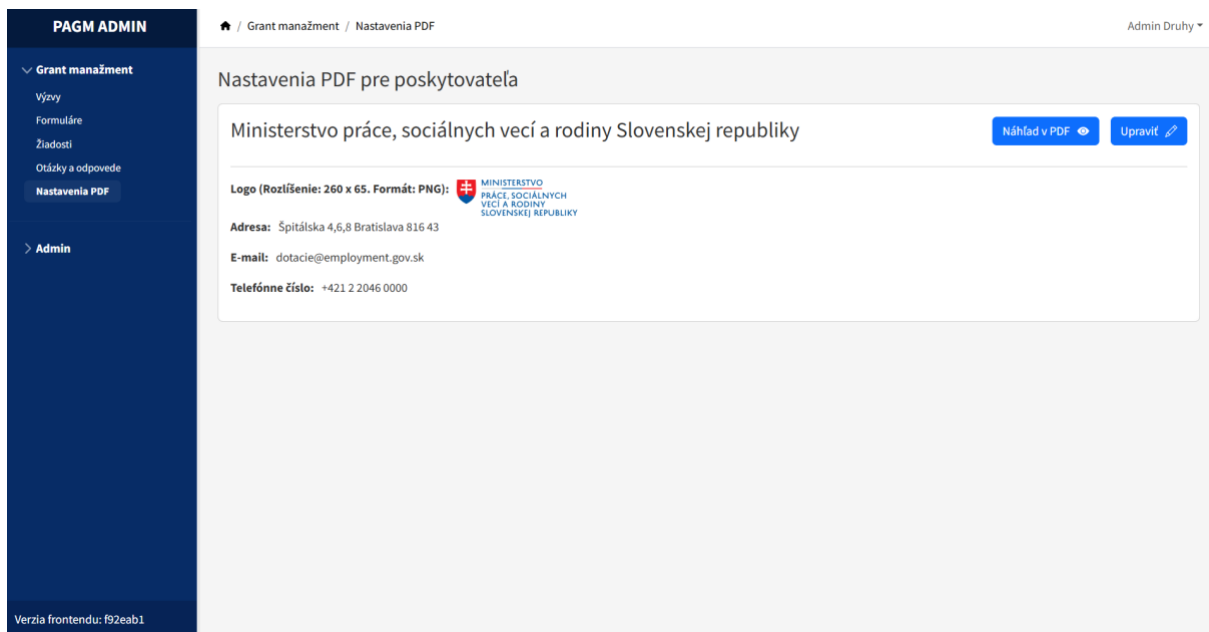 PAGM ADMIN
/ Grant manažment / Nastavenia PDF
Admin Druhy
Grant manažment
Výzvy
Formuláre
Žiadosti
Otázky a odpovede
Nastavenia PDF
Admin
Verzia frontendu: f92eab1
Nastavenia PDF pre poskytovateľa
Ministerstvo práce, sociálnych vecí a rodiny Slovenskej republiky
Náhľad v PDF
Upraviť
Logo (Rozlíšenie: 260 x 65. Formát: PNG):
MINISTERSTVO
PRÁCE, SOCIÁLNYCH
VECÍ A RODINY
SLOVENSKEJ REPUBLIKY
Adresa: Špitálska 4,6,8 Bratislava 816 43
E-mail: dotacie@employment.gov.sk
Telefónne číslo: +421 2 2046 0000